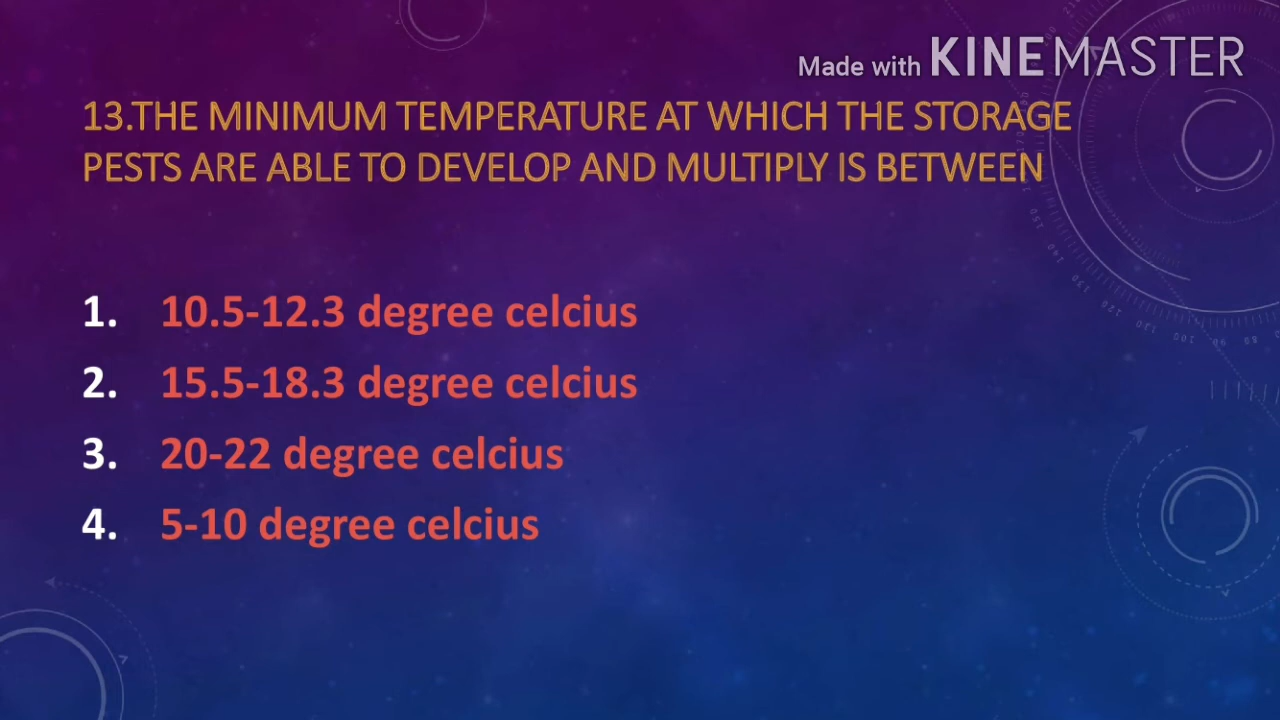 Made with KINEMASTER
13.THE MINIMUM TEMPERATURE AT WHICH THE STORAGE
PESTS ARE ABLE TO DEVELOP AND MULTIPLY IS BETWEEN
1. 10.5-12.3 degree celcius
2. 15.5-18.3 degree celcius
3. 20-22 degree celcius
4. 5-10 degree celcius